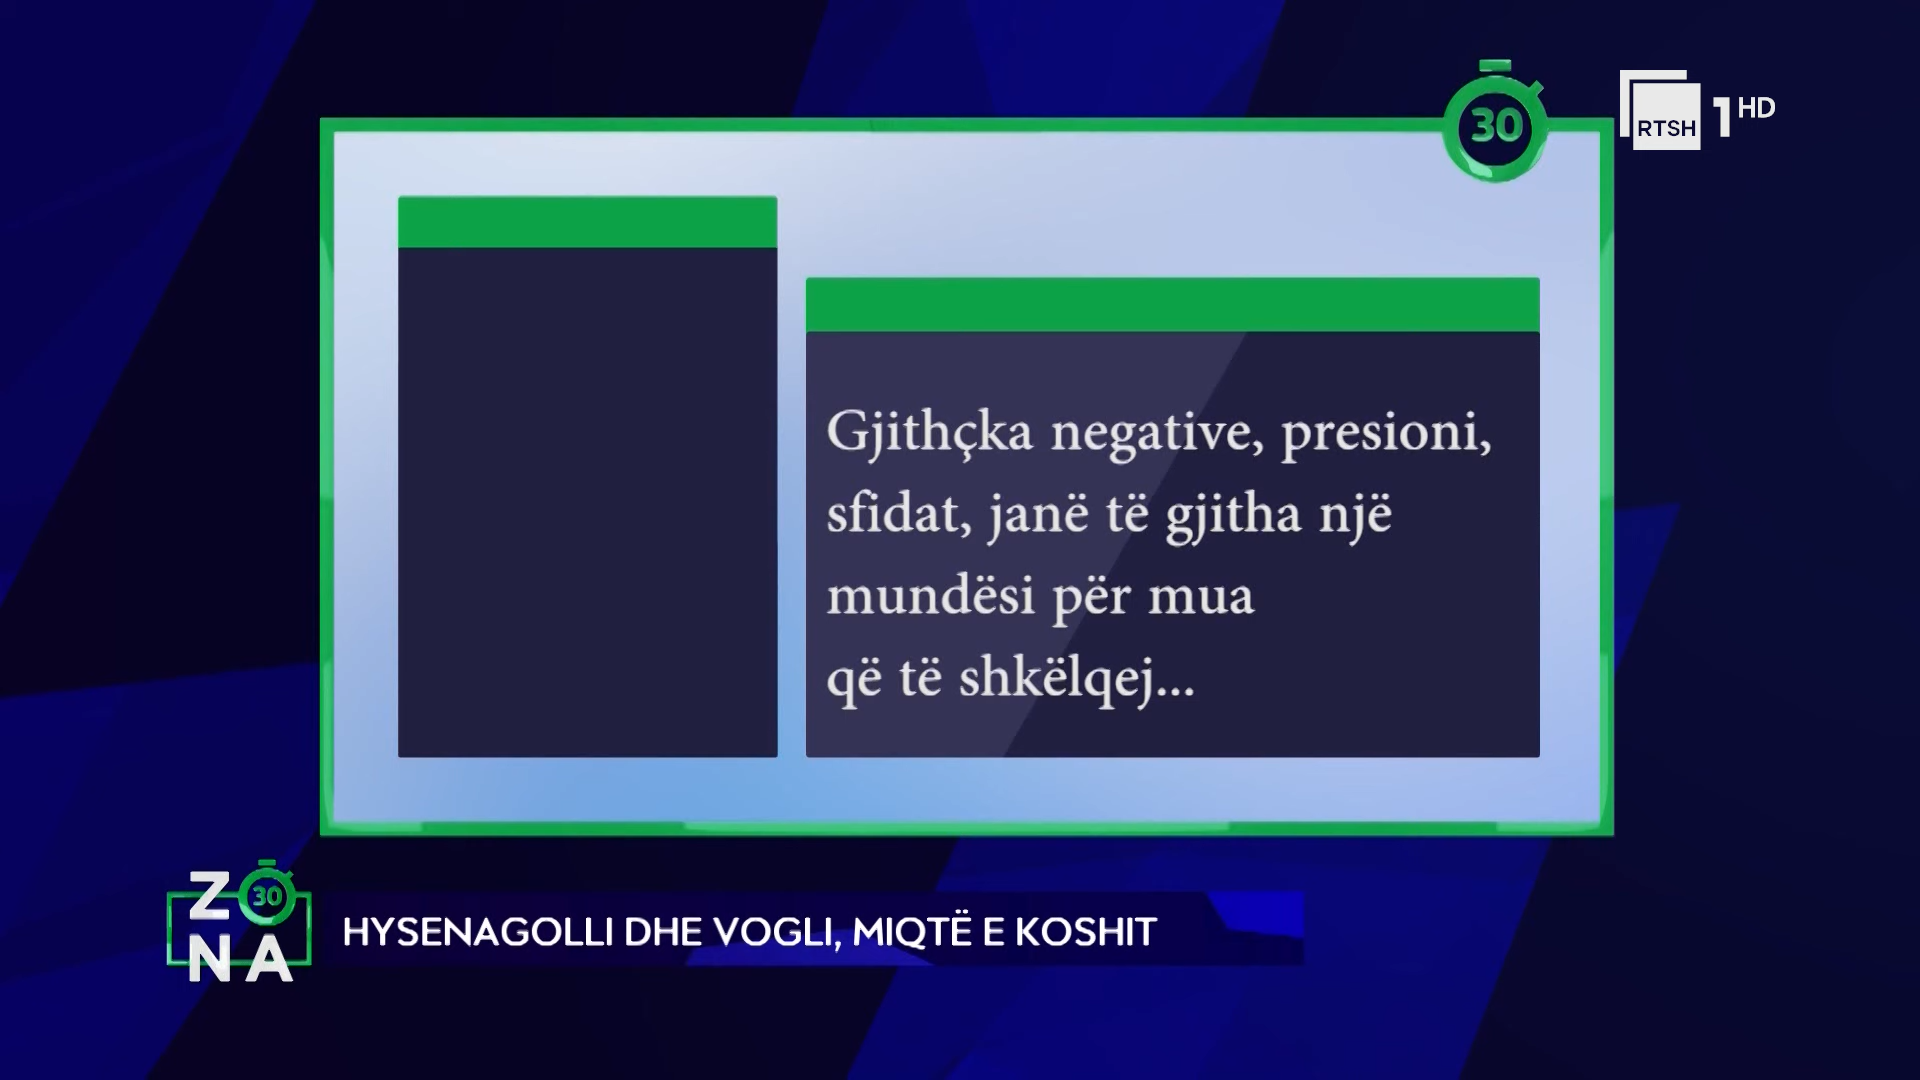 30
RTSH 1 HD
Gjithçka negative, presioni,
sfidat, janë të gjitha një
mundësi për mua
që të shkëlqej...
Z 30
NA
HYSENAGOLLI DHE VOGLI, MIQTË E KOSHIT